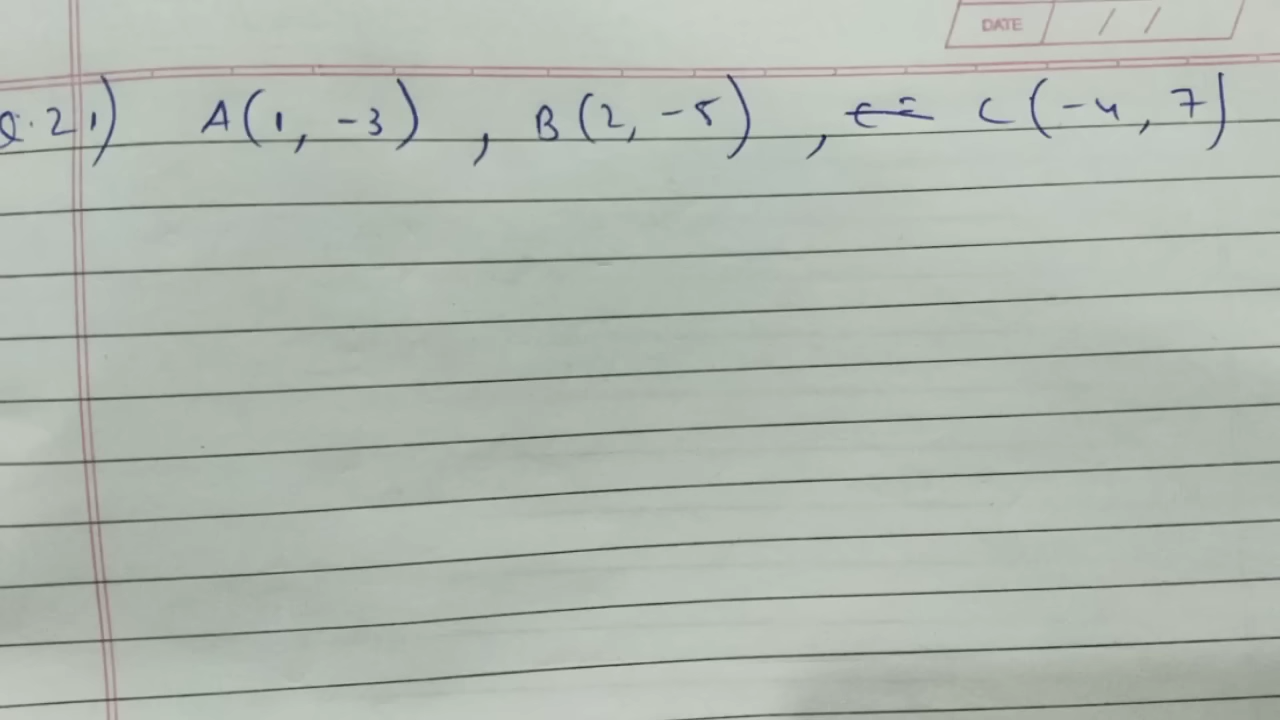 DATE / /
Q.21) A(1, -3) , B(2, -5) , C(-4, 7)